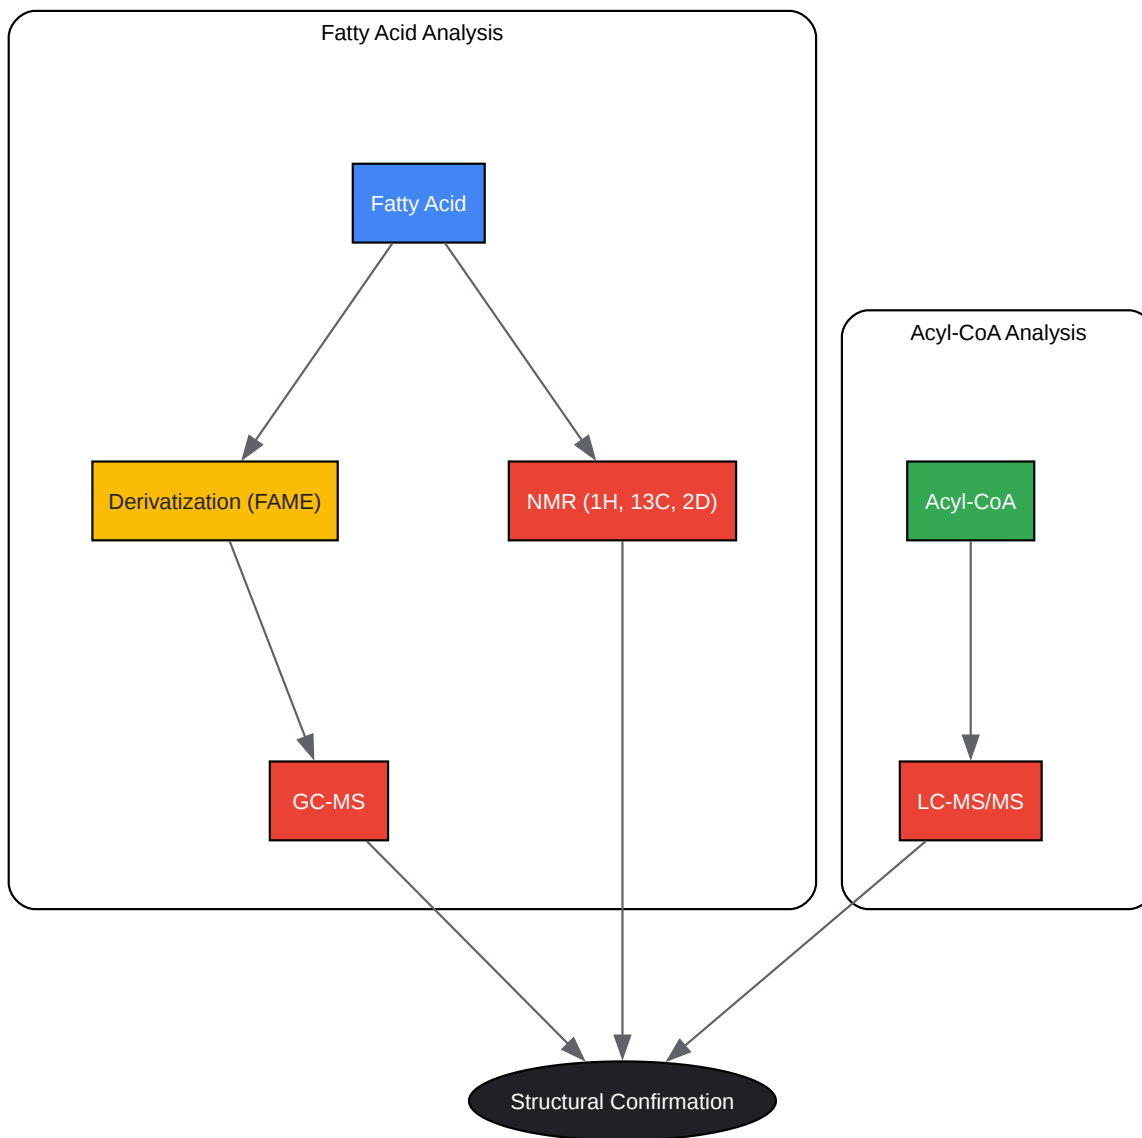 Fatty Acid Analysis
Fatty Acid
Acyl-CoA Analysis
Derivatization (FAME)
NMR (1H, 13C, 2D)
Acyl-CoA
GC-MS
LC-MS/MS
Structural Confirmation